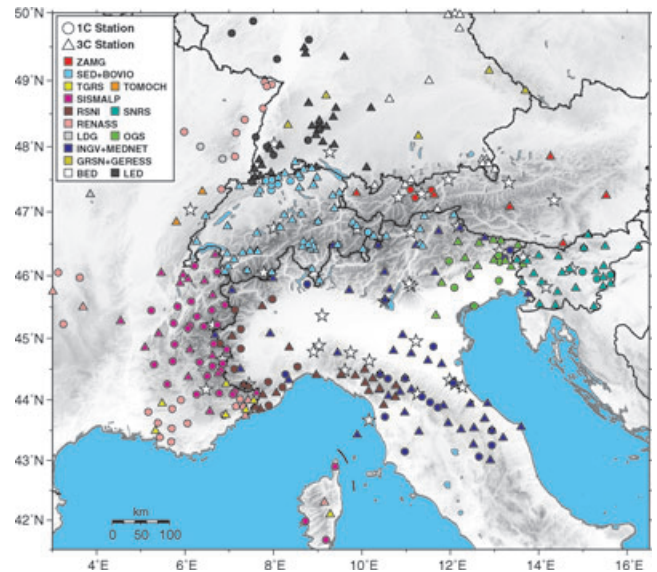 50°N
1C Station
3C Station
ZAMG
SED+BOVIO
TGRS TOMOCH
SISMALP
RSNI SNRS
RENASS
LDG OGS
INGV+MEDNET
GRSN+GERESS
BED LED
49°N
48°N
47°N
46°N
45°N
44°N
43°N
42°N
km
0 50 100
4°E 6°E 8°E 10°E 12°E 14°E 16°E